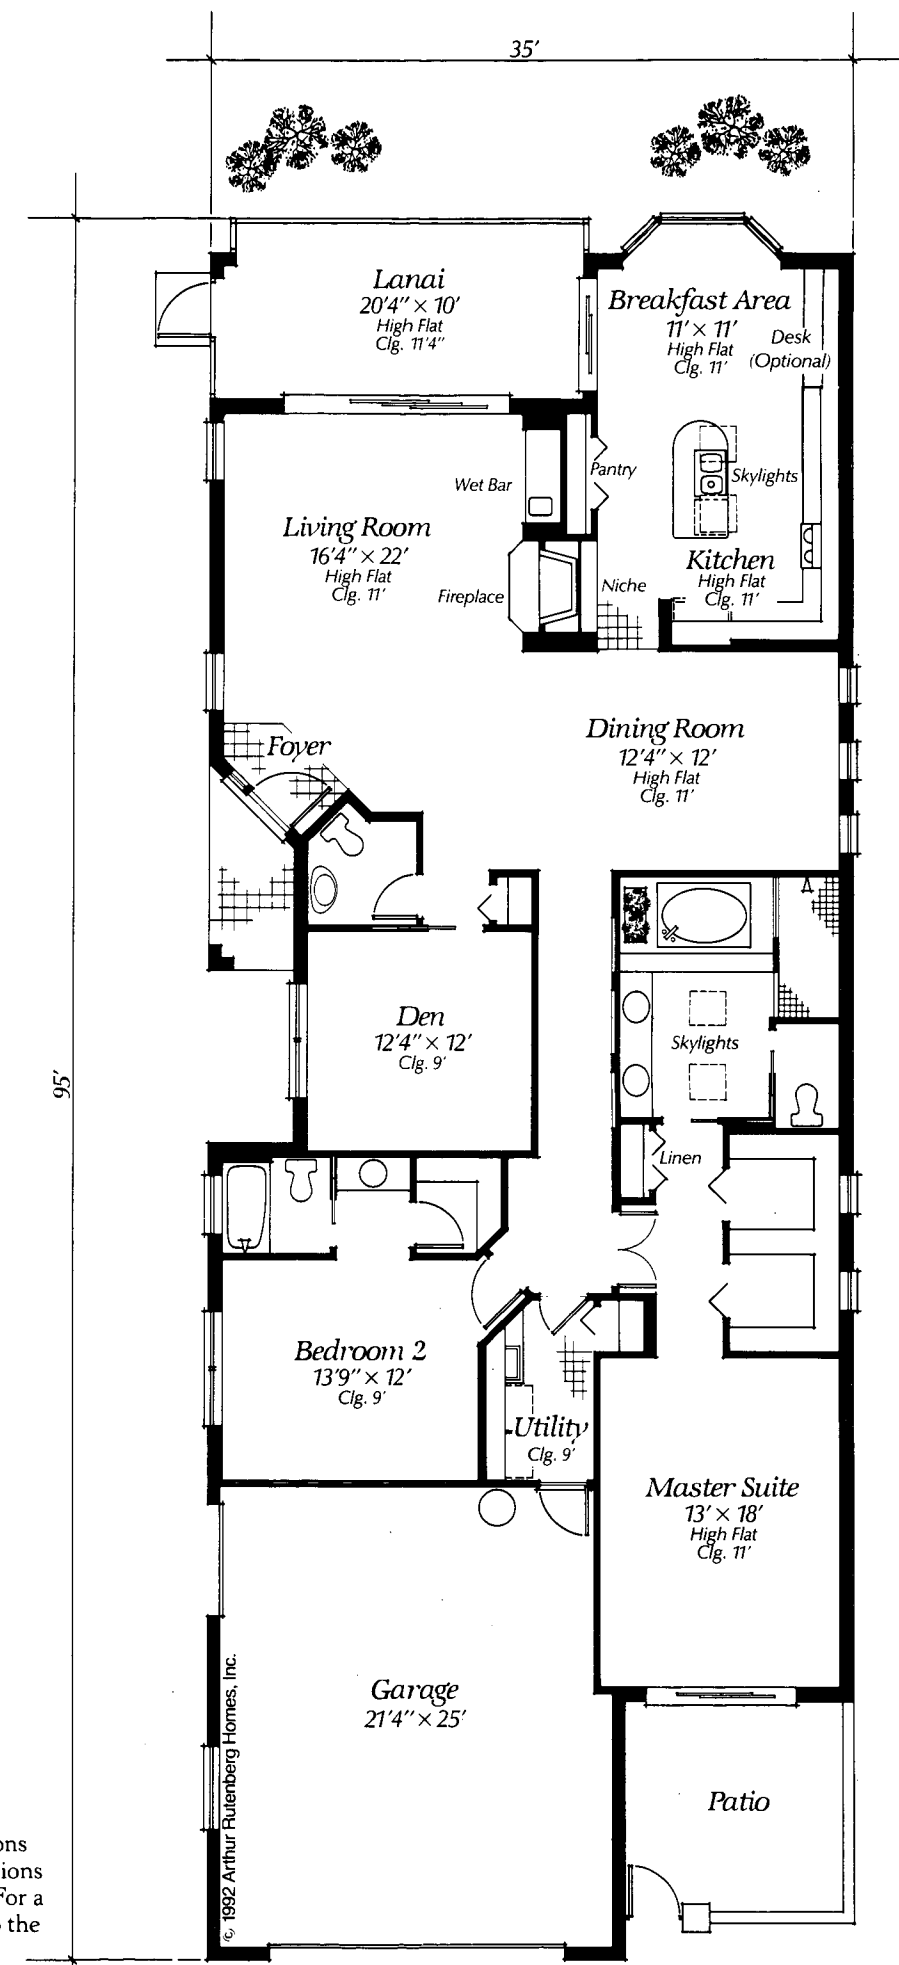 35′
Lanai
20′4″ × 10′
High Flat
Clg. 11′4″
Breakfast Area
11′ × 11′
High Flat
Clg. 11′
Desk
(Optional)
Pantry
Skylights
Wet Bar
Living Room
16′4″ × 22′
High Flat
Clg. 11′
Kitchen
High Flat
Clg. 11′
Fireplace
Niche
Foyer
Dining Room
12′4″ × 12′
High Flat
Clg. 11′
Den
12′4″ × 12′
Clg. 9′
Skylights
95′
Linen
Bedroom 2
13′9″ × 12′
Clg. 9′
Utility
Clg. 9′
Master Suite
13′ × 18′
High Flat
Clg. 11′
Garage
21′4″ × 25′
© 1992 Arthur Rutenberg Homes, Inc.
Patio
ons
ions
For a
the